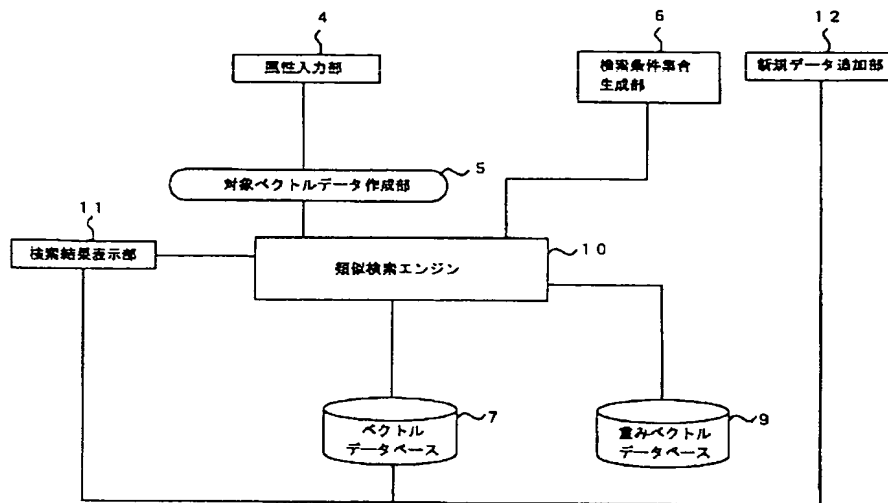 4
属性入力部
6
検索条件集合
生成部
12
新規データ追加部
対象ベクトルデータ作成部
5
11
検索結果表示部
類似検索エンジン
10
ベクトル
データベース
7
重みベクトル
データベース
9